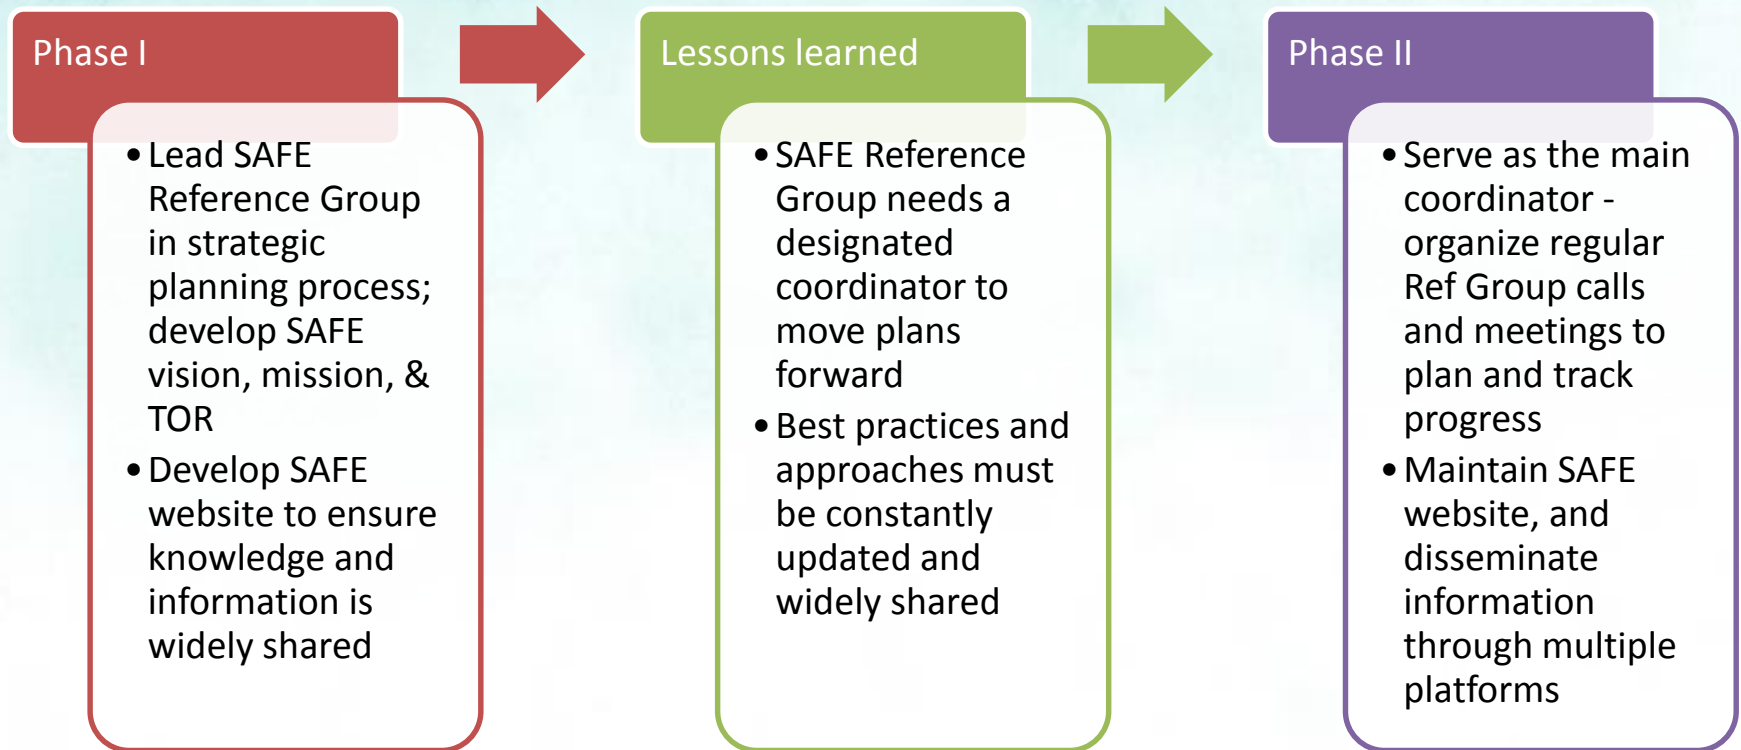 Phase I
• Lead SAFE
Reference Group
in strategic
planning process;
develop SAFE
vision, mission, &
TOR
• Develop SAFE
website to ensure
knowledge and
information is
widely shared
Lessons learned
• SAFE Reference
Group needs a
designated
coordinator to
move plans
forward
• Best practices and
approaches must
be constantly
updated and
widely shared
Phase II
• Serve as the main
coordinator -
organize regular
Ref Group calls
and meetings to
plan and track
progress
• Maintain SAFE
website, and
disseminate
information
through multiple
platforms